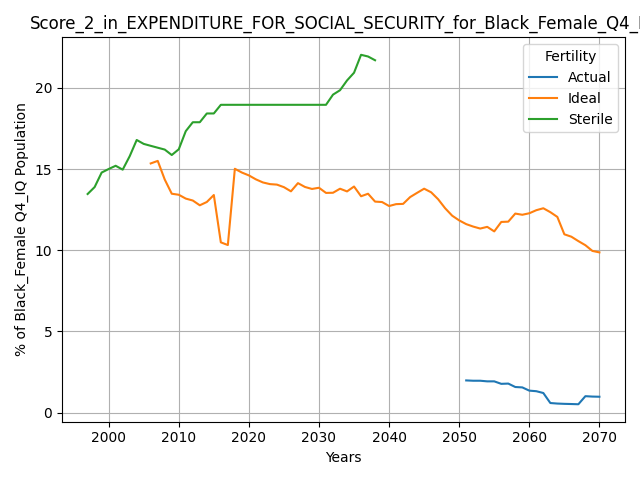 Score_2_in_EXPENDITURE_FOR_SOCIAL_SECURITY_for_Black_Female_Q4_I
% of Black_Female Q4_IQ Population
20
15
10
5
0
Fertility
Actual
Ideal
Sterile
2000 2010 2020 2030 2040 2050 2060 2070
Years